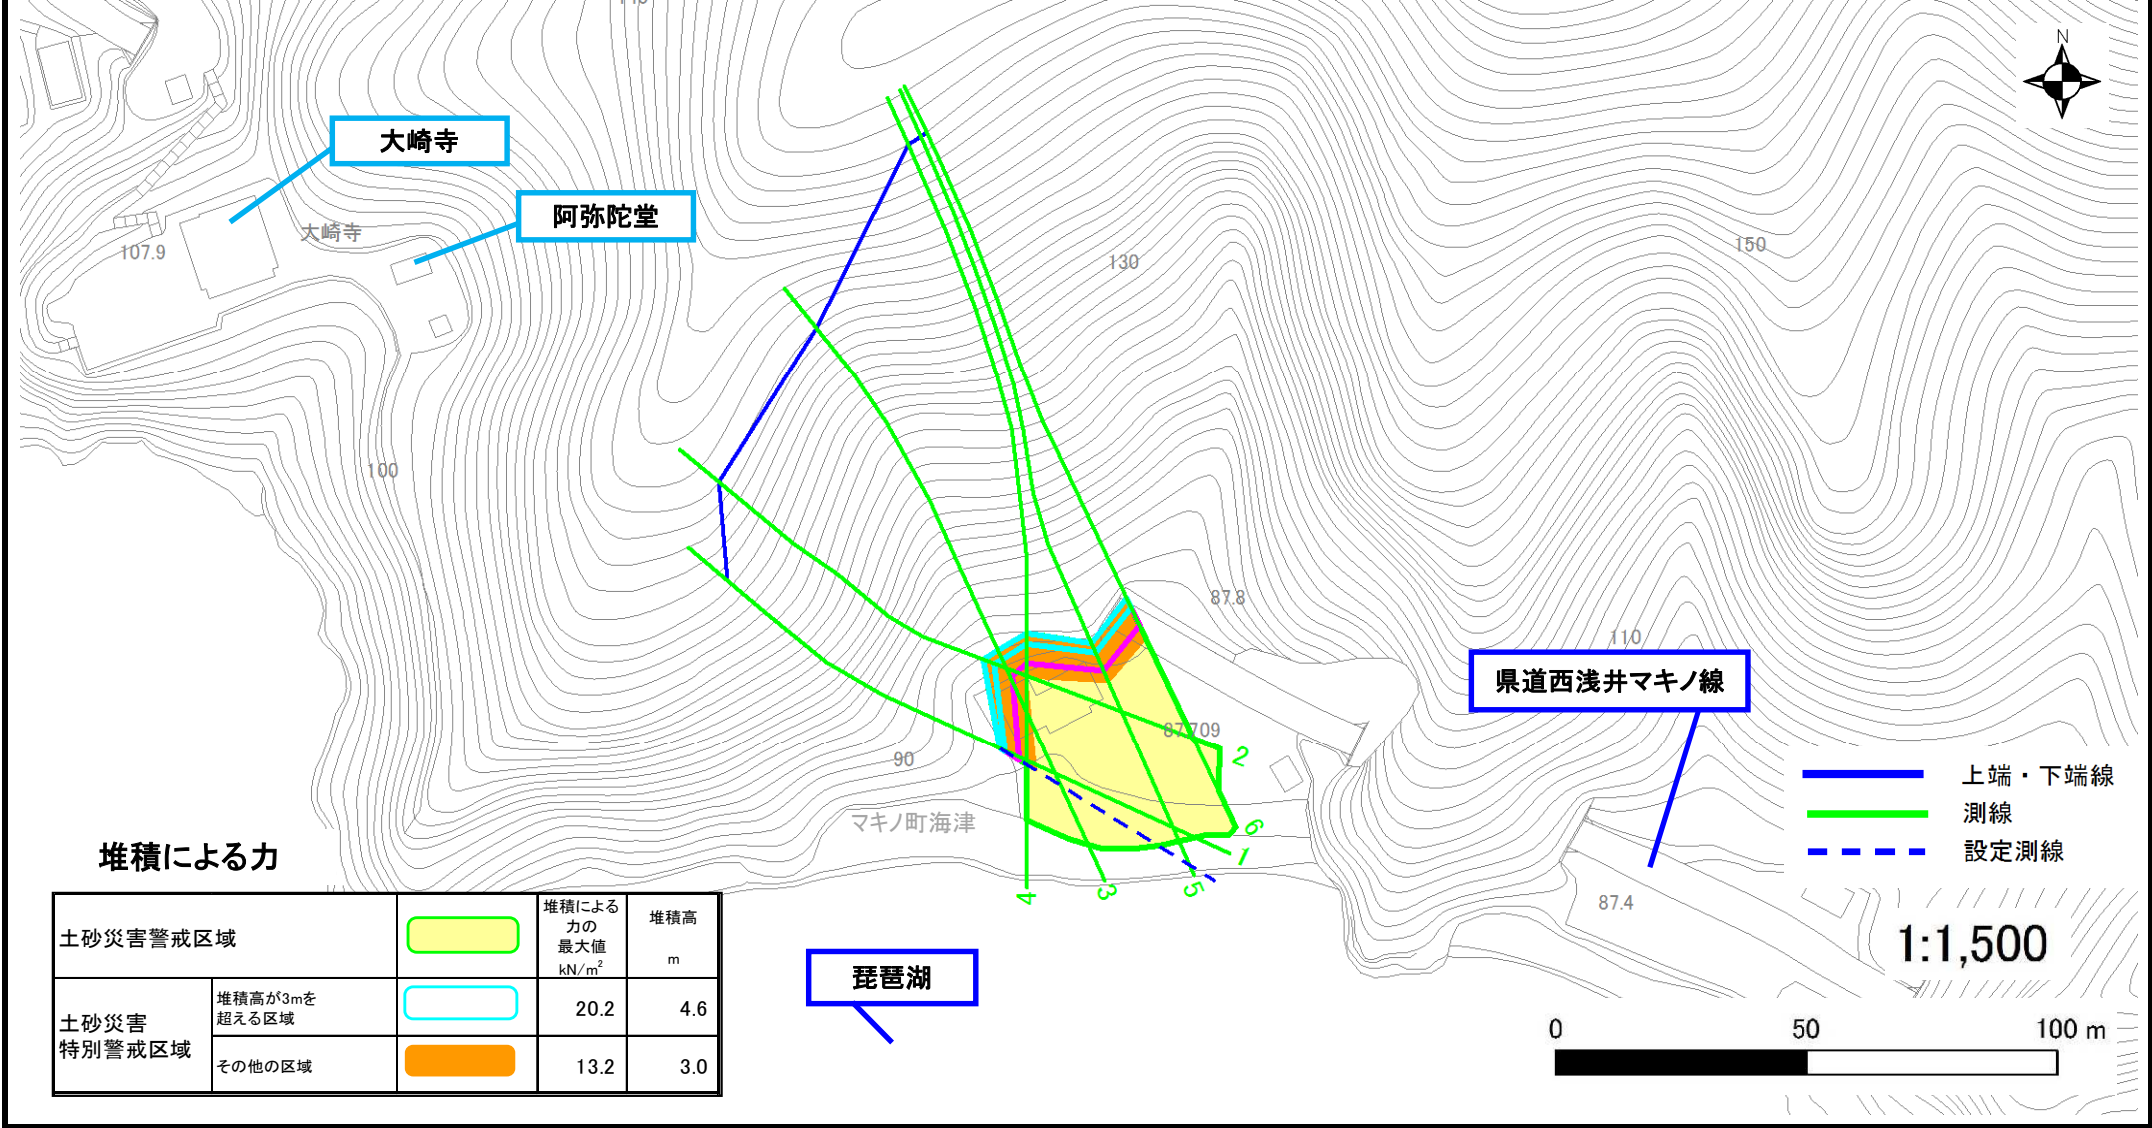 N
大崎寺
阿弥陀堂
大崎寺
107.9
130
150
100
87.8
110
県道西浅井マキノ線
87.709
2
90
上端・下端線
測線
設定測線
マキノ町海津
6
1
5
3
4
87.4
1:1,500
琵琶湖
0 50 100 m
堆積による力
土砂災害警戒区域
堆積による
力の
最大値
kN/m²
堆積高
m
土砂災害
特別警戒区域
堆積高が3mを
超える区域
20.2 4.6
その他の区域
13.2 3.0